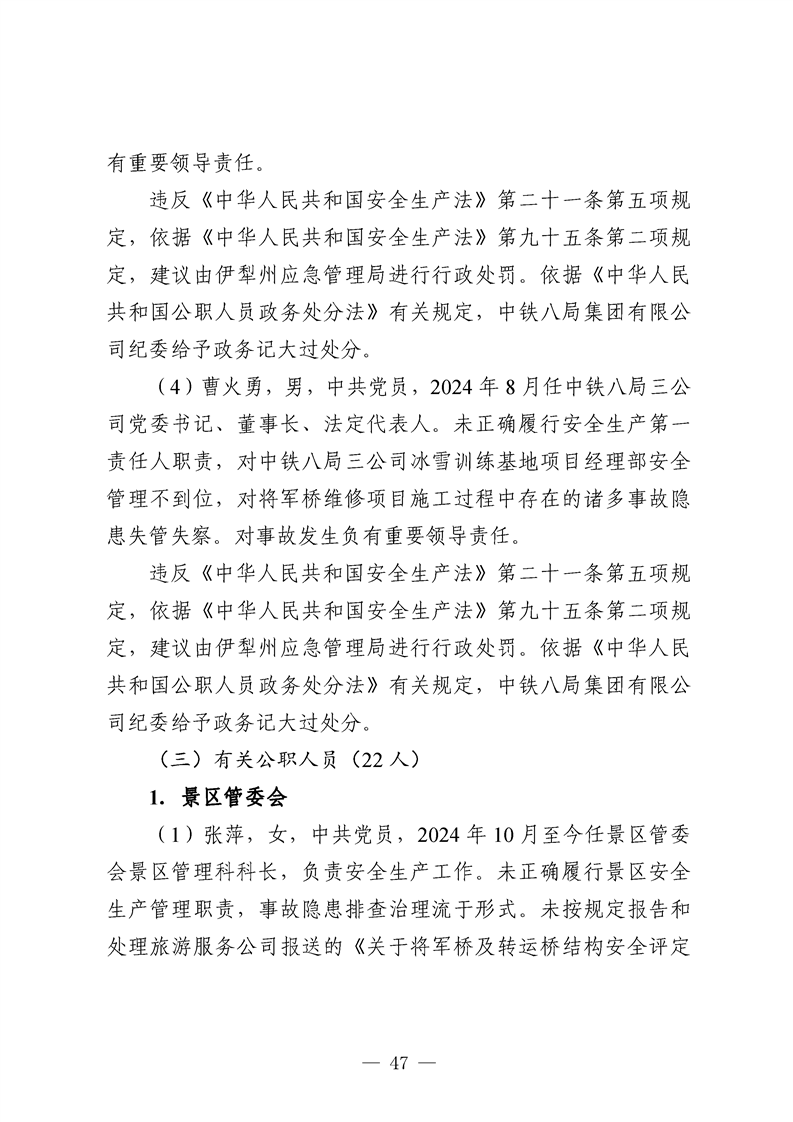 有重要领导责任。
违反《中华人民共和国安全生产法》第二十一条第五项规
定，依据《中华人民共和国安全生产法》第九十五条第二项规
定，建议由伊犁州应急管理局进行行政处罚。依据《中华人民
共和国公职人员政务处分法》有关规定，中铁八局集团有限公
司纪委给予政务记大过处分。
（4）曹火勇，男，中共党员，2024 年 8 月任中铁八局三公
司党委书记、董事长、法定代表人。未正确履行安全生产第一
责任人职责，对中铁八局三公司冰雪训练基地项目经理部安全
管理不到位，对将军桥维修项目施工过程中存在的诸多事故隐
患失管失察。对事故发生负有重要领导责任。
违反《中华人民共和国安全生产法》第二十一条第五项规
定，依据《中华人民共和国安全生产法》第九十五条第二项规
定，建议由伊犁州应急管理局进行行政处罚。依据《中华人民
共和国公职人员政务处分法》有关规定，中铁八局集团有限公
司纪委给予政务记大过处分。
（三）有关公职人员（22 人）
1. 景区管委会
（1）张萍，女，中共党员，2024 年 10 月至今任景区管委
会景区管理科科长，负责安全生产工作。未正确履行景区安全
生产管理职责，事故隐患排查治理流于形式。未按规定报告和
处理旅游服务公司报送的《关于将军桥及转运桥结构安全评定
— 47 —